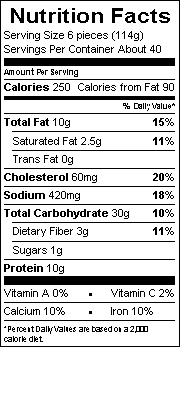 Nutrition Facts
Serving Size 6 pieces (114g)
Servings Per Container About 40
Amount Per Serving
Calories 250 Calories from Fat 90
% Daily Value*
Total Fat 10g 15%
Saturated Fat 2.5g 11%
Trans Fat 0g
Cholesterol 60mg 20%
Sodium 420mg 18%
Total Carbohydrate 30g 10%
Dietary Fiber 3g 11%
Sugars 1g
Protein 10g
Vitamin A 0% • Vitamin C 2%
Calcium 10% • Iron 10%
*Percent Daily Values are based on a 2,000
calorie diet.